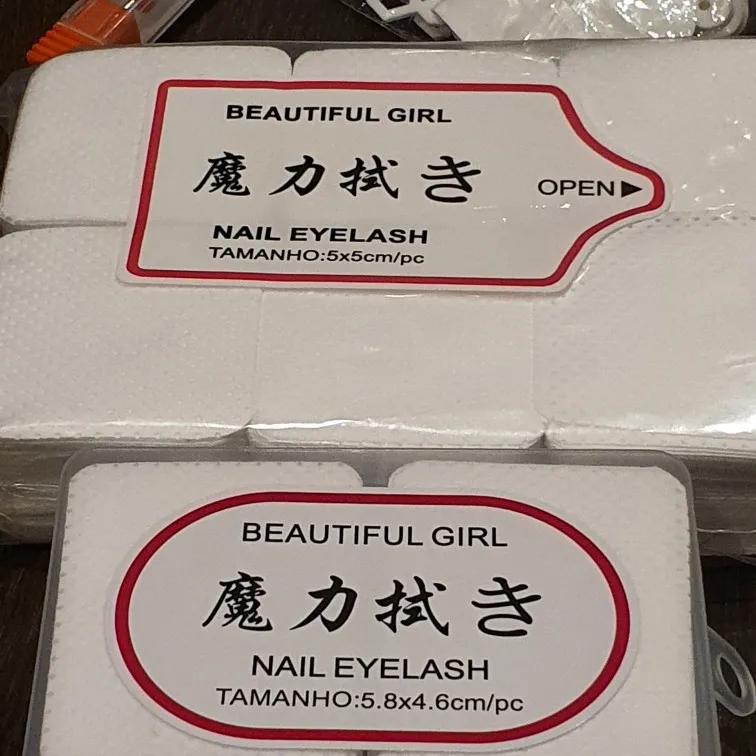 BEAUTIFUL GIRL
魔力拭き
OPEN▶
NAIL EYELASH
TAMANHO:5x5cm/pc
BEAUTIFUL GIRL
魔力拭き
NAIL EYELASH
TAMANHO:5.8x4.6cm/pc